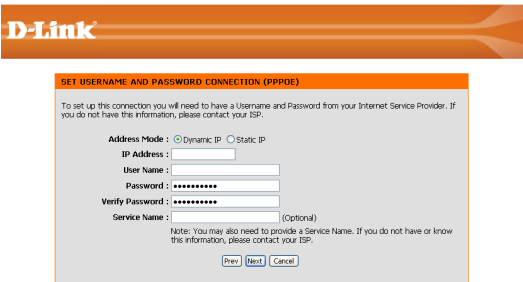 D-Link
SET USERNAME AND PASSWORD CONNECTION (PPPOE)
To set up this connection you will need to have a Username and Password from your Internet Service Provider. If
you do not have this information, please contact your ISP.
Address Mode : Dynamic IP Static IP
IP Address :
User Name :
Password : ••••••••••
Verify Password : ••••••••••
Service Name : (Optional)
Note: You may also need to provide a Service Name. If you do not have or know
this information, please contact your ISP.
Prev Next Cancel